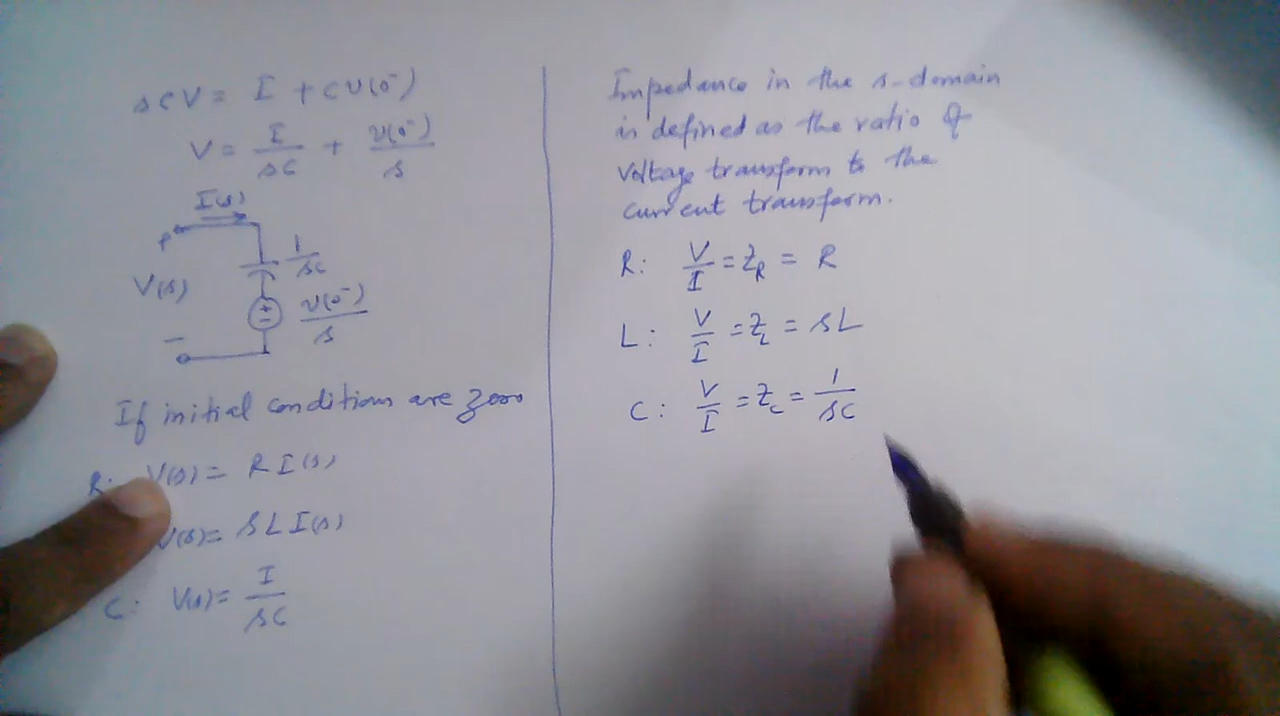 sCV = I + CV(0⁻)
V = I/sC + v(0⁻)/s
I(s)
1/sC
V(s)
+
−
v(0⁻)/s
−
If initial conditions are zero
R: V(s) = R I(s)
V(s) = sL I(s)
C: V(s) = I/sC
Impedance in the s-domain
is defined as the ratio of
voltage transform to the
current transform.
R: V/I = Z_R = R
L: V/I = Z_L = sL
C: V/I = Z_C = 1/sC